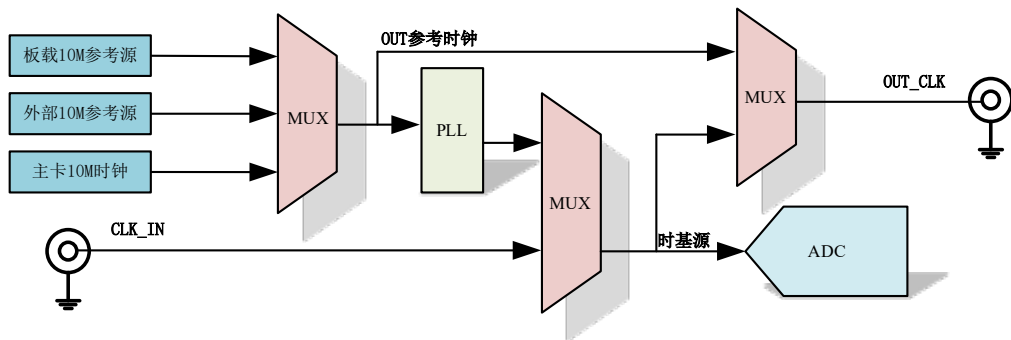 OUT参考时钟
板载10M参考源
外部10M参考源
主卡10M时钟
MUX
PLL
MUX
OUT_CLK
CLK_IN
MUX
时基源
ADC